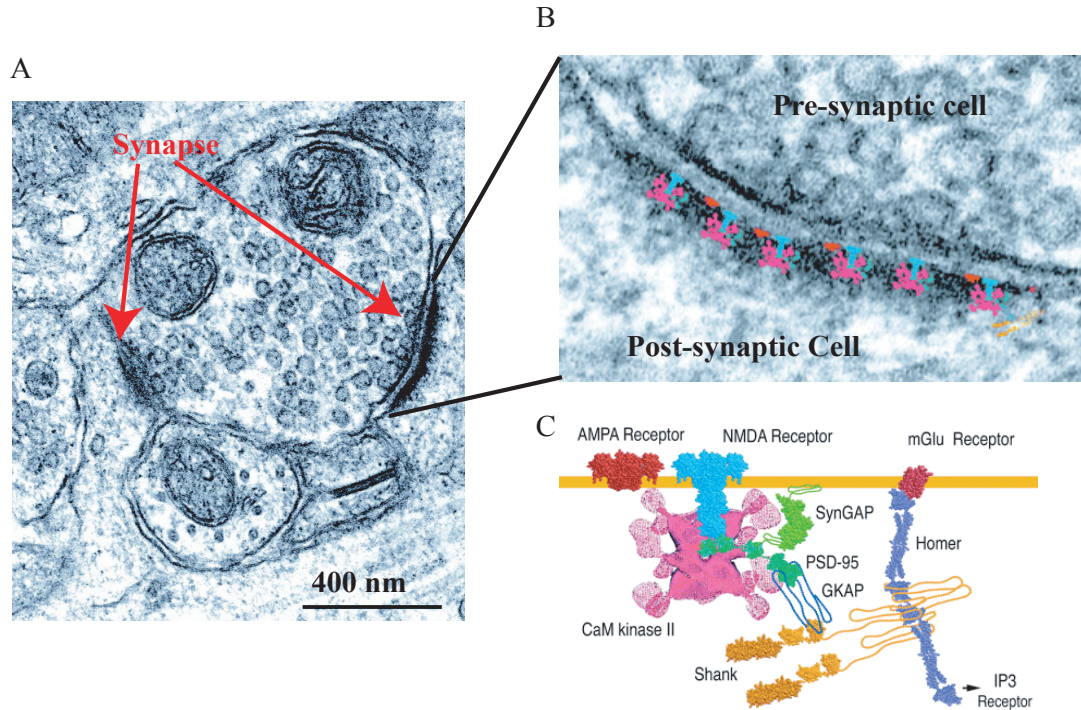 A
Synapse
400 nm
B
Pre-synaptic cell
Post-synaptic Cell
C
AMPA Receptor
NMDA Receptor
mGlu Receptor
SynGAP
Homer
PSD-95
GKAP
CaM kinase II
Shank
IP3
Receptor